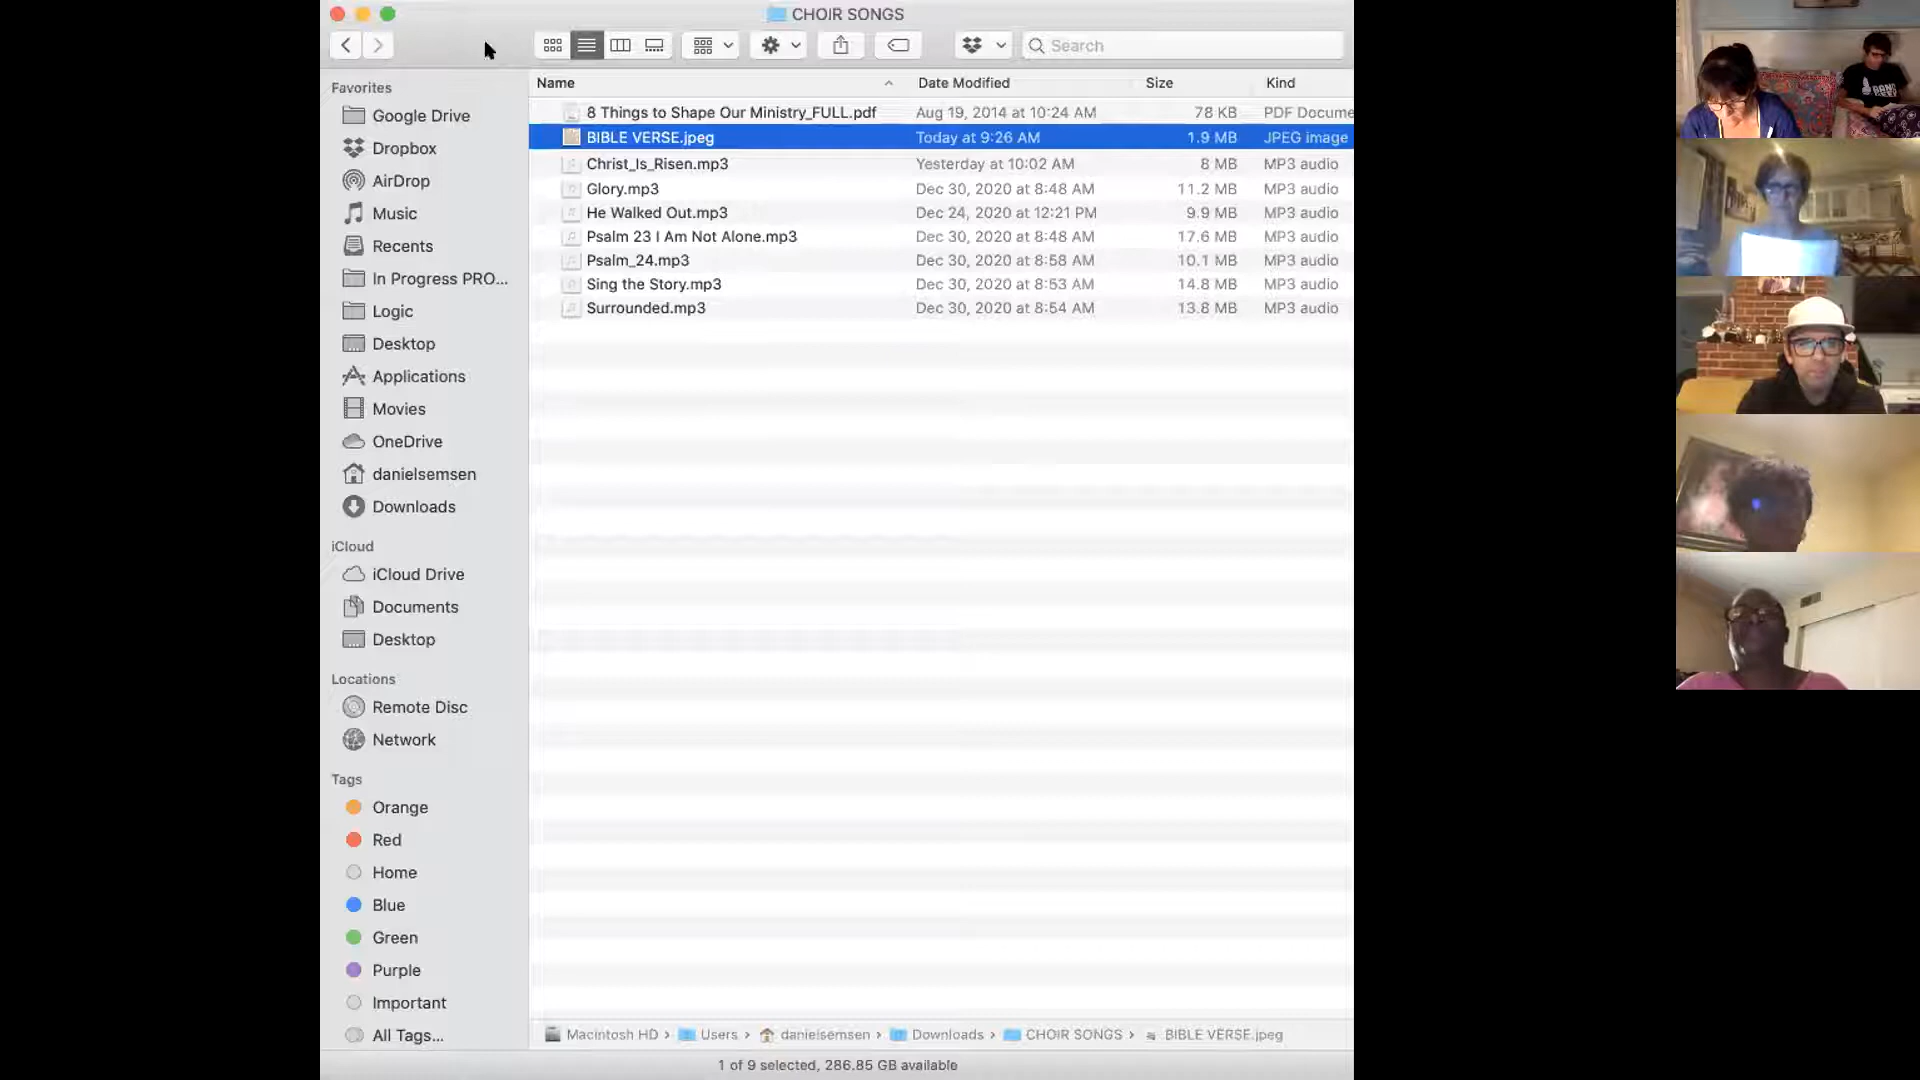 CHOIR SONGS
Search
Name Date Modified Size Kind
8 Things to Shape Our Ministry_FULL.pdf Aug 19, 2014 at 10:24 AM 78 KB PDF Docume
BIBLE VERSE.jpeg Today at 9:26 AM 1.9 MB JPEG image
Christ_Is_Risen.mp3 Yesterday at 10:02 AM 8 MB MP3 audio
Glory.mp3 Dec 30, 2020 at 8:48 AM 11.2 MB MP3 audio
He Walked Out.mp3 Dec 24, 2020 at 12:21 PM 9.9 MB MP3 audio
Psalm 23 I Am Not Alone.mp3 Dec 30, 2020 at 8:48 AM 17.6 MB MP3 audio
Psalm_24.mp3 Dec 30, 2020 at 8:58 AM 10.1 MB MP3 audio
Sing the Story.mp3 Dec 30, 2020 at 8:53 AM 14.8 MB MP3 audio
Surrounded.mp3 Dec 30, 2020 at 8:54 AM 13.8 MB MP3 audio
Favorites
Google Drive
Dropbox
AirDrop
Music
Recents
In Progress PRO...
Logic
Desktop
Applications
Movies
OneDrive
danielsemsen
Downloads
iCloud
iCloud Drive
Documents
Desktop
Locations
Remote Disc
Network
Tags
Orange
Red
Home
Blue
Green
Purple
Important
All Tags...
Macintosh HD › Users › danielsemsen › Downloads › CHOIR SONGS › BIBLE VERSE.jpeg
1 of 9 selected, 286.85 GB available